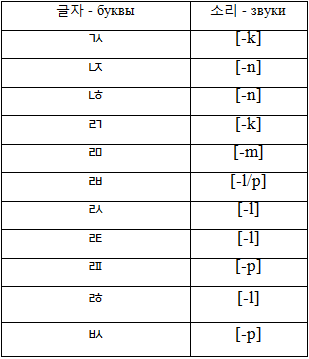 글자 - буквы 소리 - звуки
ㄳ [-k]
ㄵ [-n]
ㄶ [-n]
ㄺ [-k]
ㄻ [-m]
ㄼ [-l/p]
ㄽ [-l]
ㄾ [-l]
ㄿ [-p]
ㅀ [-l]
ㅄ [-p]